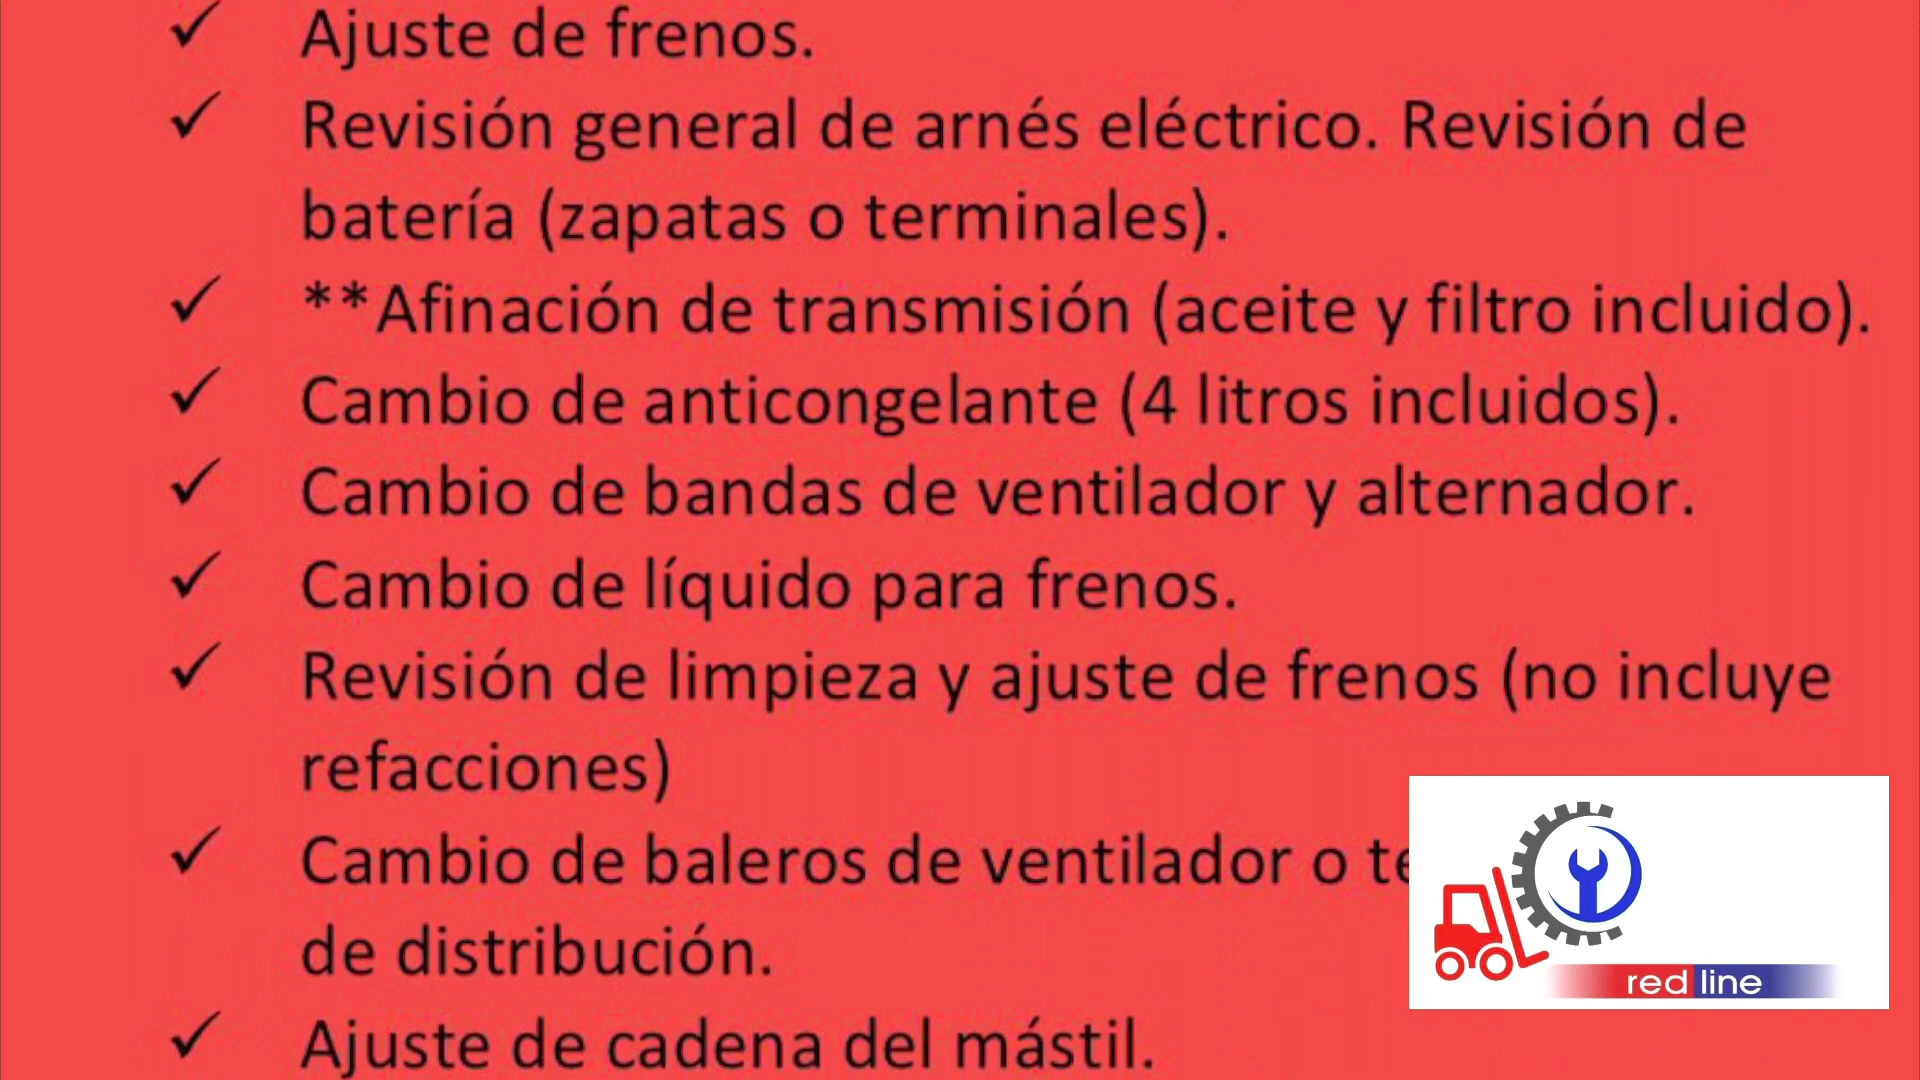 ✓ Ajuste de frenos.
✓ Revisión general de arnés eléctrico. Revisión de
batería (zapatas o terminales).
✓ **Afinación de transmisión (aceite y filtro incluido).
✓ Cambio de anticongelante (4 litros incluidos).
✓ Cambio de bandas de ventilador y alternador.
✓ Cambio de líquido para frenos.
✓ Revisión de limpieza y ajuste de frenos (no incluye
refacciones)
✓ Cambio de baleros de ventilador o
de distribución.
✓ Ajuste de cadena del mástil.
red line